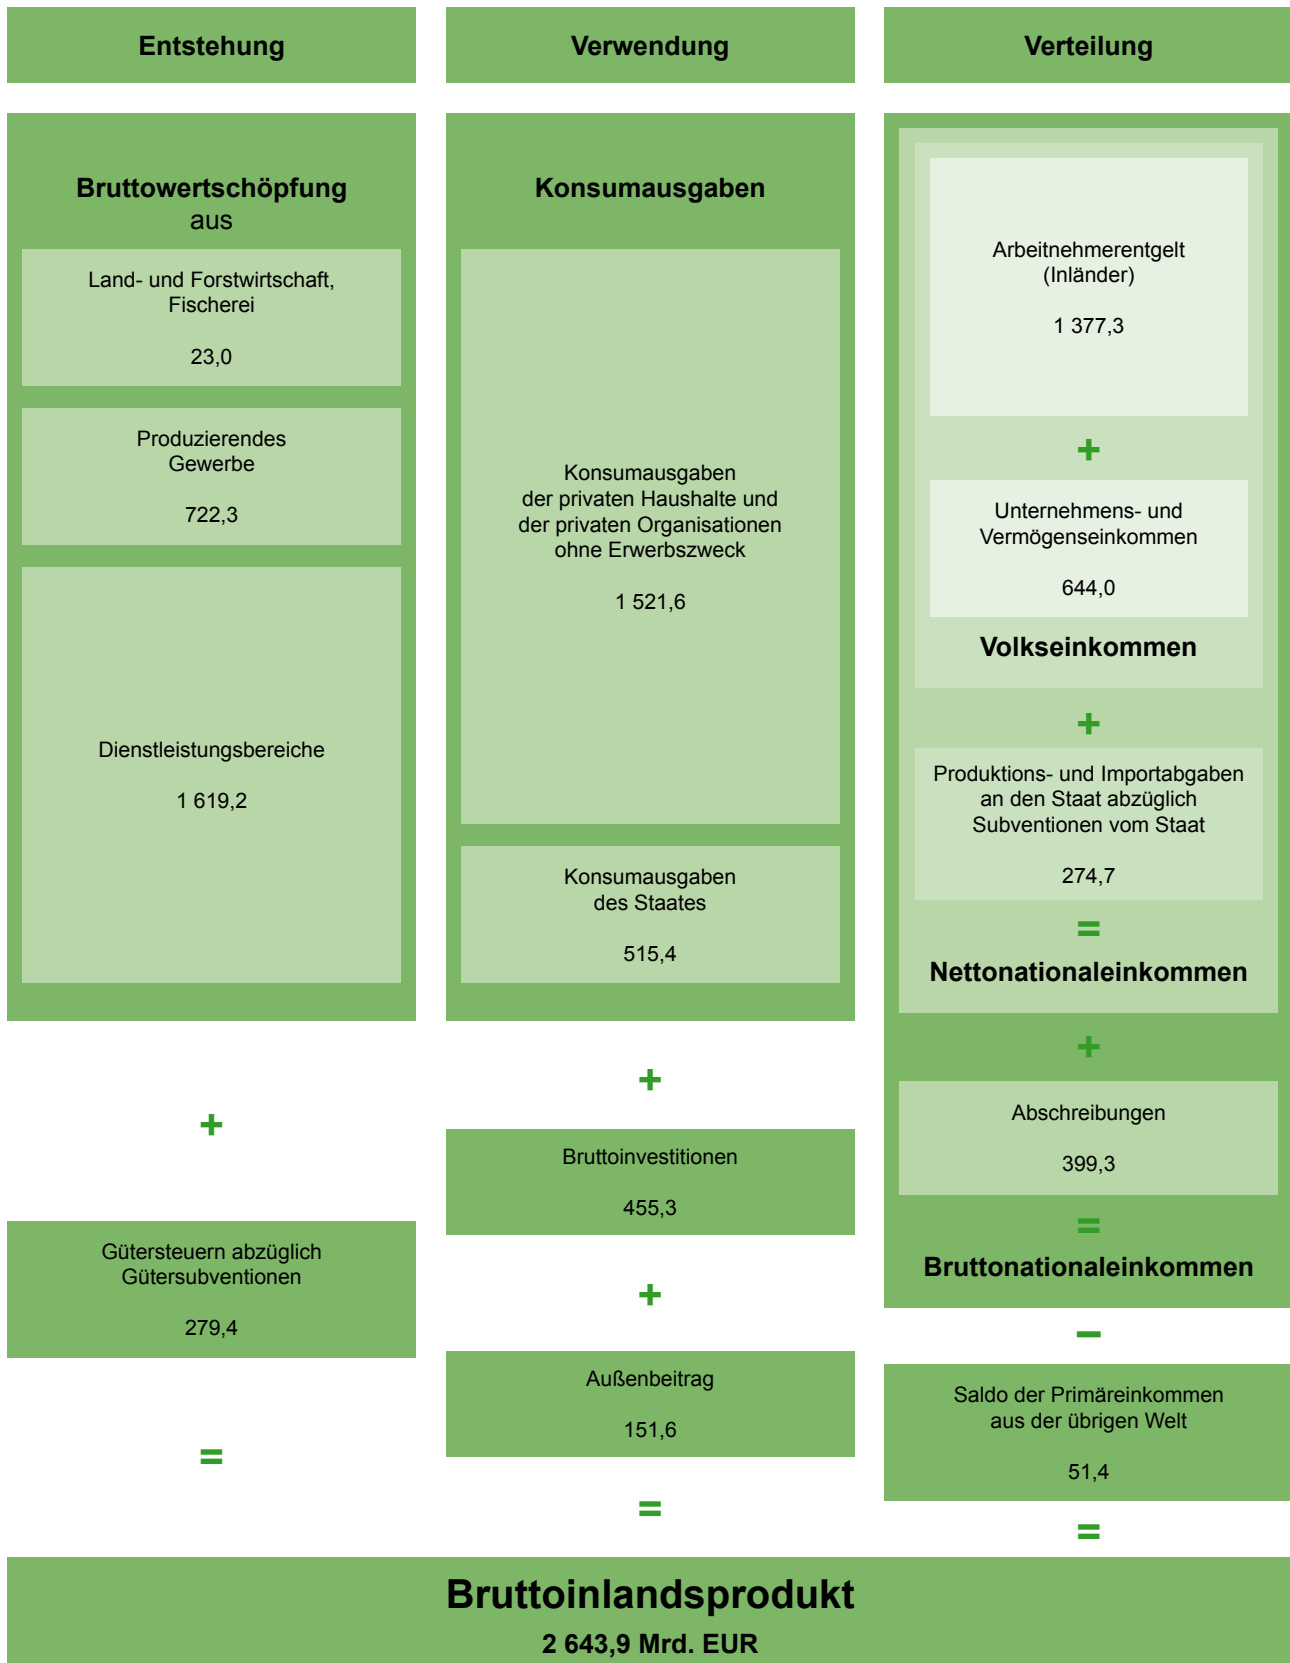 Entstehung
Verwendung
Verteilung
Bruttowertschöpfung
aus
Land- und Forstwirtschaft,
Fischerei
23,0
Produzierendes
Gewerbe
722,3
Dienstleistungsbereiche
1 619,2
+
Gütersteuern abzüglich
Gütersubventionen
279,4
=
Konsumausgaben
Konsumausgaben
der privaten Haushalte und
der privaten Organisationen
ohne Erwerbszweck
1 521,6
Konsumausgaben
des Staates
515,4
+
Bruttoinvestitionen
455,3
+
Außenbeitrag
151,6
=
Arbeitnehmerentgelt
(Inländer)
1 377,3
+
Unternehmens- und
Vermögenseinkommen
644,0
Volkseinkommen
+
Produktions- und Importabgaben
an den Staat abzüglich
Subventionen vom Staat
274,7
=
Nettonationaleinkommen
+
Abschreibungen
399,3
=
Bruttonationaleinkommen
−
Saldo der Primäreinkommen
aus der übrigen Welt
51,4
=
Bruttoinlandsprodukt
2 643,9 Mrd. EUR